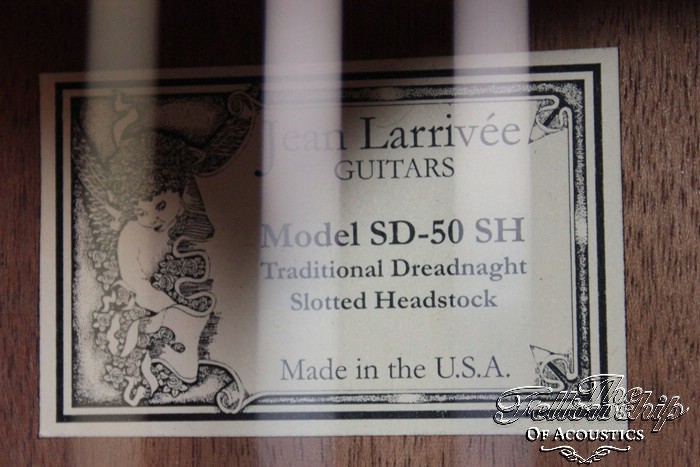 Jean Larrivée
GUITARS
Model SD-50 SH
Traditional Dreadnaght
Slotted Headstock
Made in the U.S.A.
The
Fellowship
OF ACOUSTICS